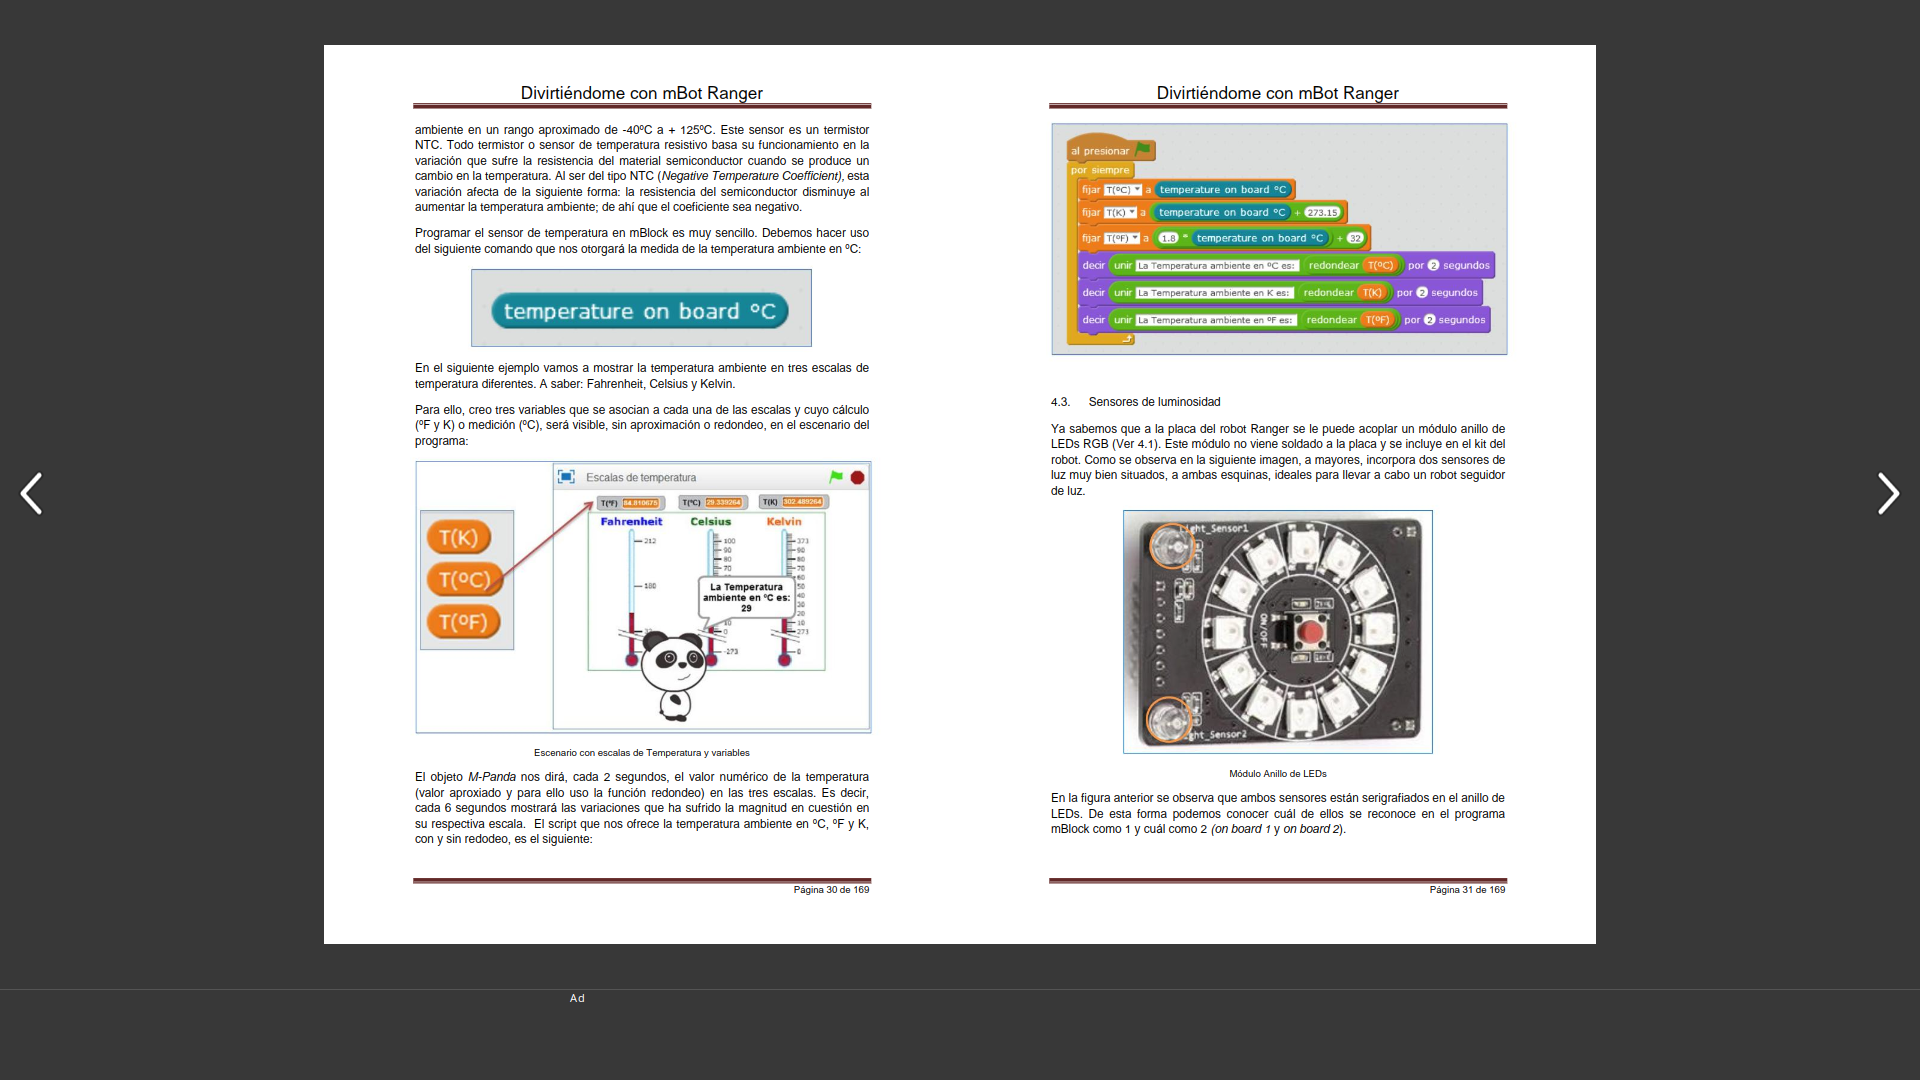 Divirtiéndome con mBot Ranger
ambiente en un rango aproximado de -40ºC a + 125ºC. Este sensor es un termistor
NTC. Todo termistor o sensor de temperatura resistivo basa su funcionamiento en la
variación que sufre la resistencia del material semiconductor cuando se produce un
cambio en la temperatura. Al ser del tipo NTC (Negative Temperature Coefficient), esta
variación afecta de la siguiente forma: la resistencia del semiconductor disminuye al
aumentar la temperatura ambiente; de ahí que el coeficiente sea negativo.
Programar el sensor de temperatura en mBlock es muy sencillo. Debemos hacer uso
del siguiente comando que nos otorgará la medida de la temperatura ambiente en ºC:
temperature on board ºC
En el siguiente ejemplo vamos a mostrar la temperatura ambiente en tres escalas de
temperatura diferentes. A saber: Fahrenheit, Celsius y Kelvin.
Para ello, creo tres variables que se asocian a cada una de las escalas y cuyo cálculo
(ºF y K) o medición (ºC), será visible, sin aproximación o redondeo, en el escenario del
programa:
Escalas de temperatura
T(ºF) 84.810675 T(ºC) 29.339264 T(K) 302.489264
Fahrenheit Celsius Kelvin
T(K)
T(ºC)
T(ºF)
212
100
100
90
80
70
10
0
-273
373
90
80
70
60
50
40
30
20
10
273
0
La Temperatura
ambiente en ºC es:
29
Escenario con escalas de Temperatura y variables
El objeto M-Panda nos dirá, cada 2 segundos, el valor numérico de la temperatura
(valor aproxiado y para ello uso la función redondeo) en las tres escalas. Es decir,
cada 6 segundos mostrará las variaciones que ha sufrido la magnitud en cuestión en
su respectiva escala. El script que nos ofrece la temperatura ambiente en ºC, ºF y K,
con y sin redodeo, es el siguiente:
Página 30 de 169
Divirtiéndome con mBot Ranger
al presionar
por siempre
fijar T(ºC) a temperature on board ºC
fijar T(K) a temperature on board ºC + 273.15
fijar T(ºF) a 1.8 * temperature on board ºC + 32
decir unir La Temperatura ambiente en ºC es: redondear T(ºC) por 2 segundos
decir unir La Temperatura ambiente en K es: redondear T(K) por 2 segundos
decir unir La Temperatura ambiente en ºF es: redondear T(ºF) por 2 segundos
4.3. Sensores de luminosidad
Ya sabemos que a la placa del robot Ranger se le puede acoplar un módulo anillo de
LEDs RGB (Ver 4.1). Este módulo no viene soldado a la placa y se incluye en el kit del
robot. Como se observa en la siguiente imagen, a mayores, incorpora dos sensores de
luz muy bien situados, a ambas esquinas, ideales para llevar a cabo un robot seguidor
de luz.
Light_Sensor1
ON/OFF
Light_Sensor2
Módulo Anillo de LEDs
En la figura anterior se observa que ambos sensores están serigrafiados en el anillo de
LEDs. De esta forma podemos conocer cuál de ellos se reconoce en el programa
mBlock como 1 y cuál como 2 (on board 1 y on board 2).
Página 31 de 169
Ad